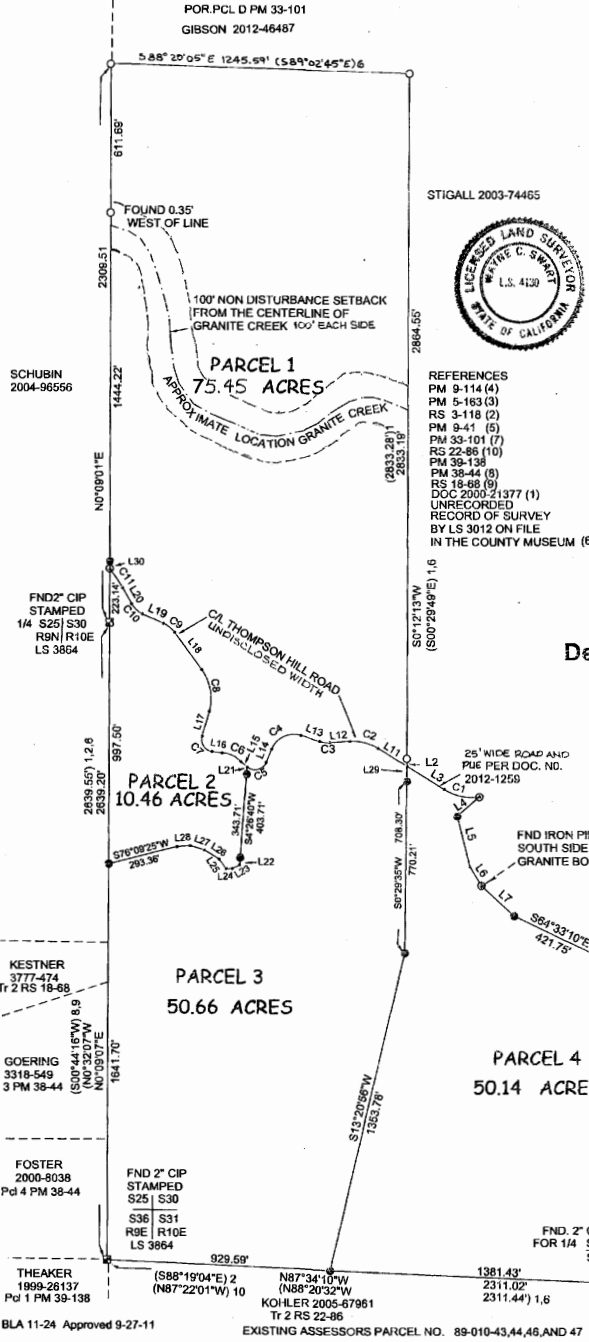 POR.PCL D PM 33-101
GIBSON 2012-46487
S88°20'05"E 1245.59' (S89°02'45"E)6
611.69'
FOUND 0.35'
WEST OF LINE
STIGALL 2003-74465
LICENSED LAND SURVEYOR
WAYNE C. SWART
L.S. 4130
STATE OF CALIFORNIA
2309.51
100' NON DISTURBANCE SETBACK
FROM THE CENTERLINE OF
GRANITE CREEK 100' EACH SIDE
2864.55'
SCHUBIN
2004-96556
1444.22'
PARCEL 1
75.45 ACRES
APPROXIMATE LOCATION GRANITE CREEK
(2833.28')1
2833.19'
REFERENCES
PM 9-114 (4)
PM 5-163 (3)
RS 3-118 (2)
PM 9-41 (5)
PM 33-101 (7)
RS 22-86 (10)
PM 39-138
PM 38-44 (8)
RS 18-68 (9)
DOC 2000-21377 (1)
UNRECORDED
RECORD OF SURVEY
BY LS 3012 ON FILE
IN THE COUNTY MUSEUM (6
N0°09'01"E
L30
C11
L20
223.14'
C10
L19
C9
L18
FND2" CIP
STAMPED
1/4 S25 S30
R9N R10E
LS 3864
C/L THOMPSON HILL ROAD
UNDISCLOSED WIDTH
S0°12'13"W
(S00°29'49"E) 1,6
De
C8
L17
C7
L16
C6
L15
L14
C5
C4
L13
L12
C3
C2
L11
L2
L21
L29
L3
C1
25' WIDE ROAD AND
PUE PER DOC. NO.
2012-1259
L4
L5
997.50'
2639.55') 1,2,6
2639.20'
PARCEL 2
10.46 ACRES
343.71'
S4°26'40"W
403.71'
708.30'
S0°29'35"W
770.21'
FND IRON PI
SOUTH SIDE
GRANITE BO
L6
L7
S64°33'10"E
421.75'
S76°09'25"W
293.36'
L28
L27
L26
L25
L24
L23
L22
KESTNER
3777-474
Tr 2 RS 18-68
PARCEL 3
50.66 ACRES
GOERING
3318-549
3 PM 38-44
(S00°44'16"W) 8,9
(N0°32'07"W)
N0°09'07"E
1641.70'
PARCEL 4
50.14 ACRE
S13°20'56"W
1353.78'
FOSTER
2000-8038
Pcl 4 PM 38-44
FND 2" CIP
STAMPED
S25 S30
S36 S31
R9E R10E
LS 3864
FND. 2"
FOR 1/4 S
929.59'
THEAKER
1999-26137
Pcl 1 PM 39-138
(S88°19'04"E) 2
(N87°22'01"W) 10
N87°34'10"W
(N88°20'32"W
KOHLER 2005-67961
Tr 2 RS 22-86
1381.43'
2311.02'
2311.44') 1,6
BLA 11-24 Approved 9-27-11
EXISTING ASSESSORS PARCEL NO. 89-010-43,44,46,AND 47